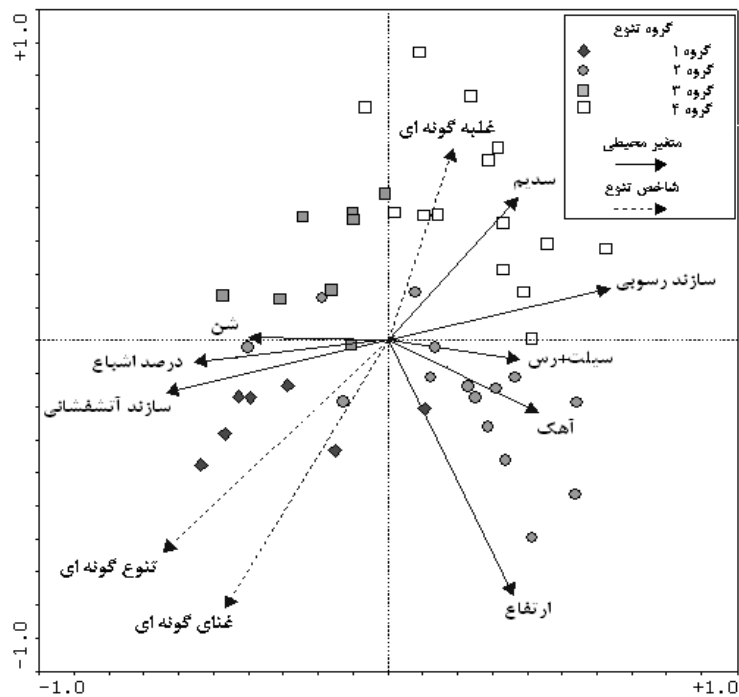 +1.0
گروه تنوع
گروه ۱
گروه ۲
گروه ۳
گروه ۴
متغیر محیطی
شاخص تنوع
غلبه گونه ای
سدیم
سازند رسوبی
شن
درصد اشباع
سازند آتشفشانی
سیلت+رس
آهک
تنوع گونه ای
غنای گونه ای
ارتفاع
-1.0
-1.0
+1.0